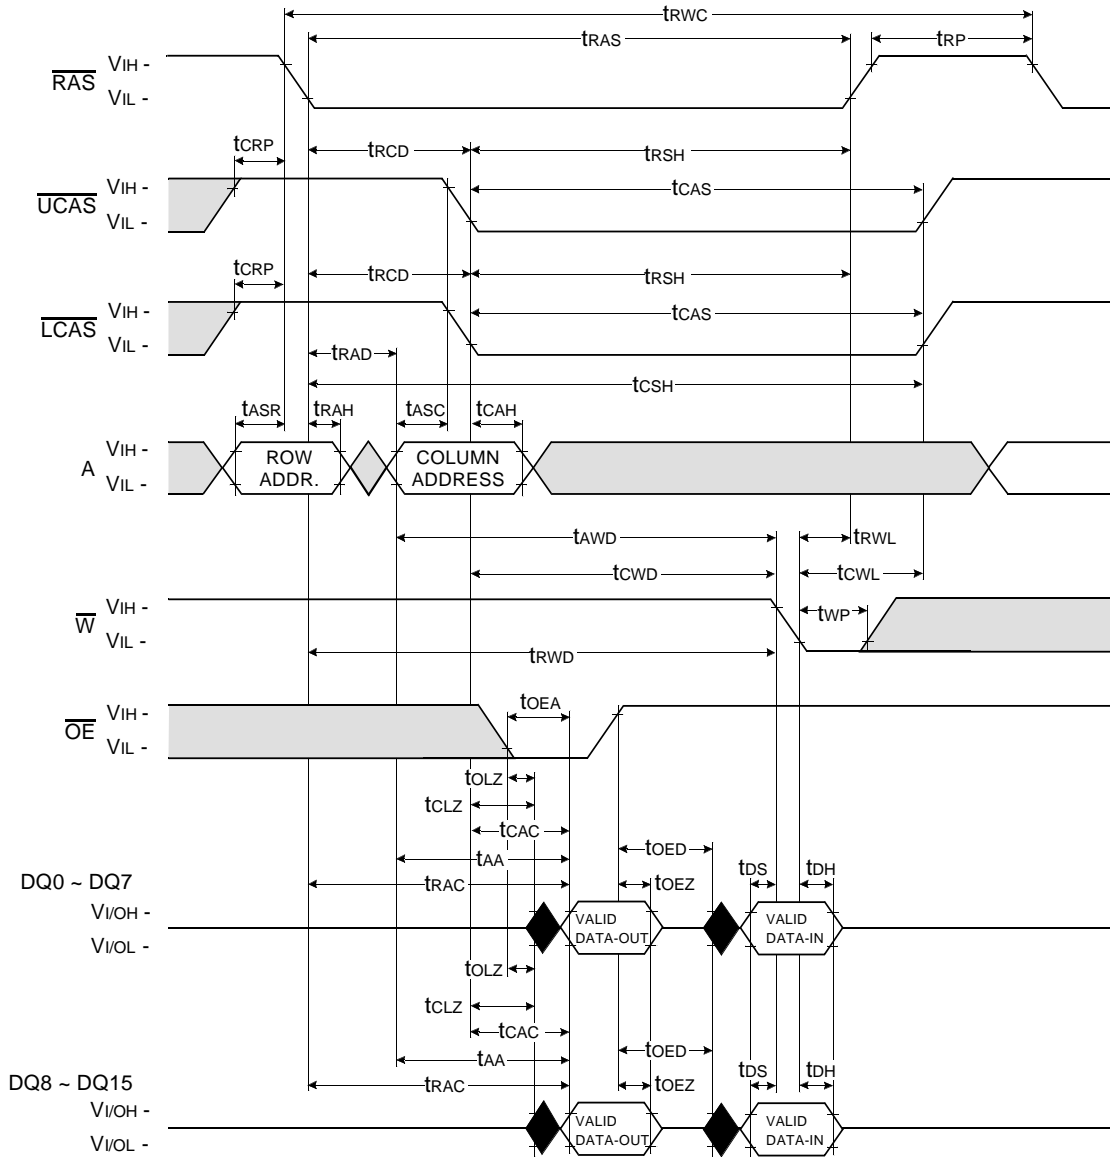 tRWC
tRAS
tRP
RAS
VIH -
VIL -
tCRP
tRCD
tRSH
UCAS
VIH -
VIL -
tCAS
tCRP
tRCD
tRSH
LCAS
VIH -
VIL -
tCAS
tRAD
tCSH
tASR
tRAH
tASC
tCAH
A
VIH -
VIL -
ROW
ADDR.
COLUMN
ADDRESS
tAWD
tRWL
tCWD
tCWL
W
VIH -
VIL -
tWP
tRWD
OE
VIH -
VIL -
tOEA
tOLZ
tCLZ
tCAC
tOED
tAA
DQ0 ~ DQ7
tRAC
tOEZ
tDS
tDH
VI/OH -
VI/OL -
VALID
DATA-OUT
VALID
DATA-IN
tOLZ
tCLZ
tCAC
tOED
tAA
DQ8 ~ DQ15
tRAC
tOEZ
tDS
tDH
VI/OH -
VI/OL -
VALID
DATA-OUT
VALID
DATA-IN